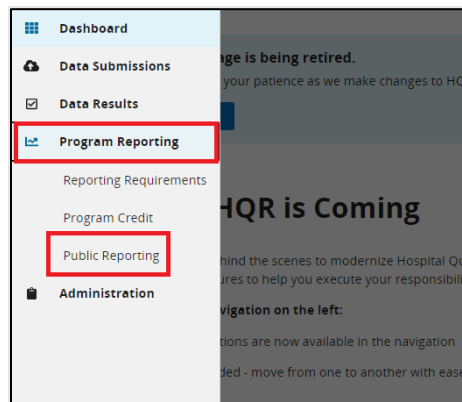 Dashboard
age is being retired.
Data Submissions
your patience as we make changes to HQ
Data Results
Program Reporting
Reporting Requirements
HQR is Coming
Program Credit
Public Reporting
hind the scenes to modernize Hospital Qu
ures to help you execute your responsibili
Administration
vigation on the left:
tions are now available in the navigation
ded - move from one to another with ease